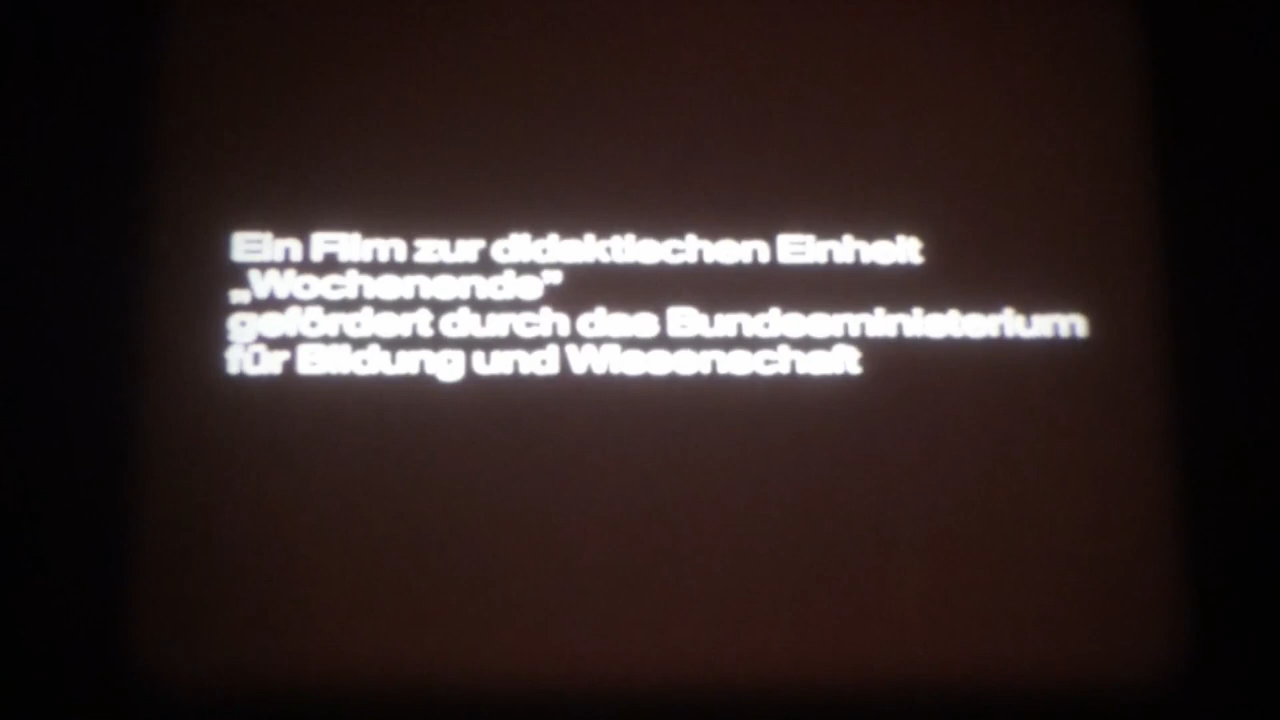 Ein Film zur didaktischen Einheit
„Wochenende”
gefördert durch das Bundesministerium
für Bildung und Wissenschaft